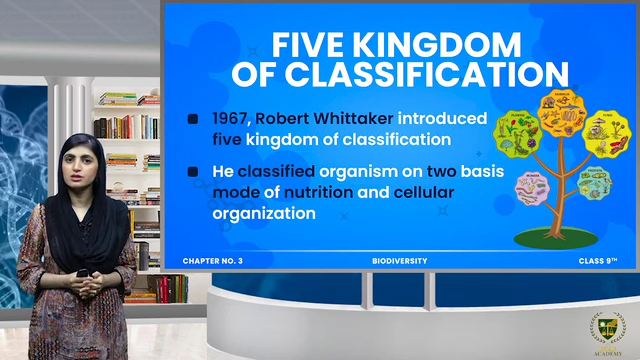 FIVE KINGDOM
OF CLASSIFICATION
1967, Robert Whittaker introduced
five kingdom of classification
He classified organism on two basis
mode of nutrition and cellular
organization
CHAPTER NO. 3
BIODIVERSITY
CLASS 9TH
ACADEMY